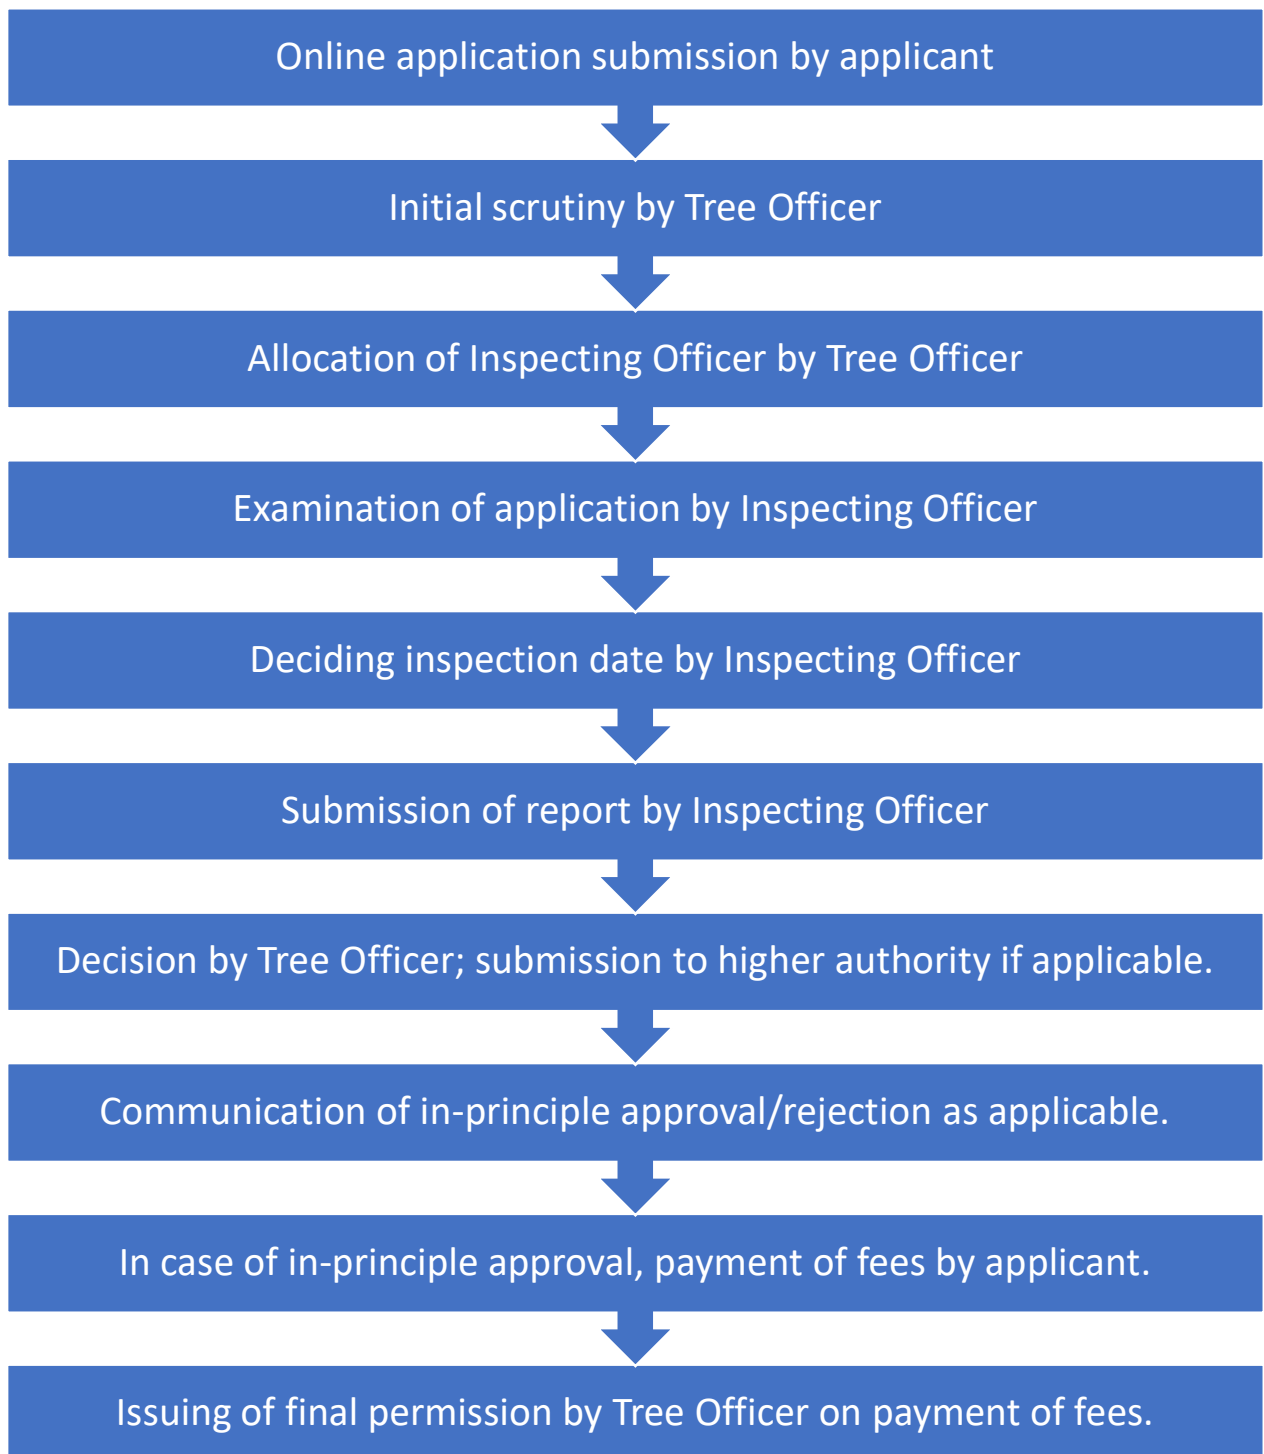 Online application submission by applicant
Initial scrutiny by Tree Officer
Allocation of Inspecting Officer by Tree Officer
Examination of application by Inspecting Officer
Deciding inspection date by Inspecting Officer
Submission of report by Inspecting Officer
Decision by Tree Officer; submission to higher authority if applicable.
Communication of in-principle approval/rejection as applicable.
In case of in-principle approval, payment of fees by applicant.
Issuing of final permission by Tree Officer on payment of fees.